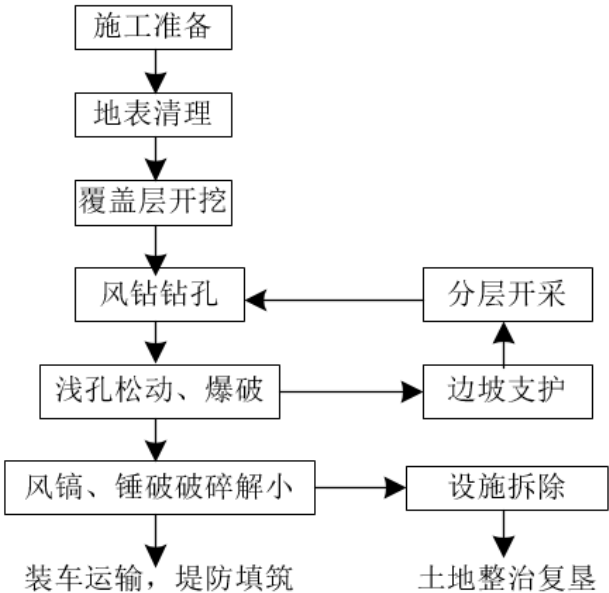 施工准备
地表清理
覆盖层开挖
风钻钻孔
分层开采
浅孔松动、爆破
边坡支护
风镐、锤破破碎解小
设施拆除
装车运输，堤防填筑
土地整治复垦